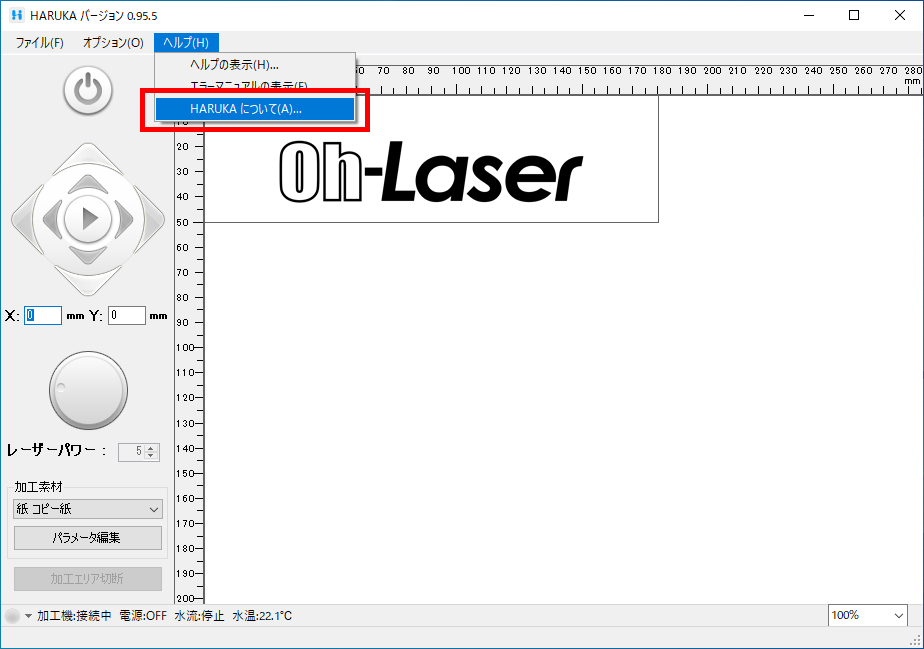 HARUKA バージョン 0.95.5
ファイル(F) オプション(O) ヘルプ(H)
ヘルプの表示(H)...
エラーマニュアルの表示(E)...
HARUKA について(A)...
60 70 80 90 100 110 120 130 140 150 160 170 180 190 200 210 220 230 240 250 260 270 280
mm
10
20
30
40
50
60
70
80
90
100
110
120
130
140
150
160
170
180
190
200
Oh-Laser
X: 0 mm Y: 0 mm
レーザーパワー : 5
加工素材
紙 コピー紙
パラメータ編集
加工エリア切断
加工機:接続中 電源:OFF 水流:停止 水温:22.1℃
100%